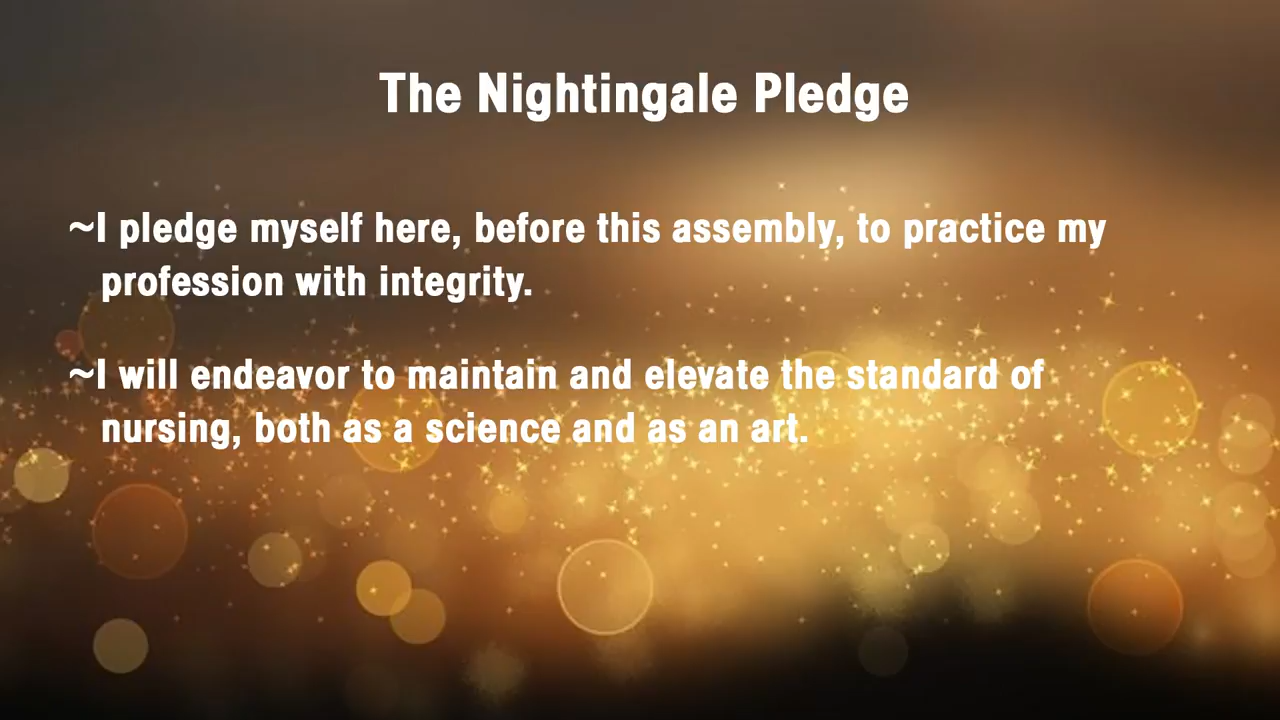 The Nightingale Pledge
~I pledge myself here, before this assembly, to practice my
profession with integrity.
~I will endeavor to maintain and elevate the standard of
nursing, both as a science and as an art.